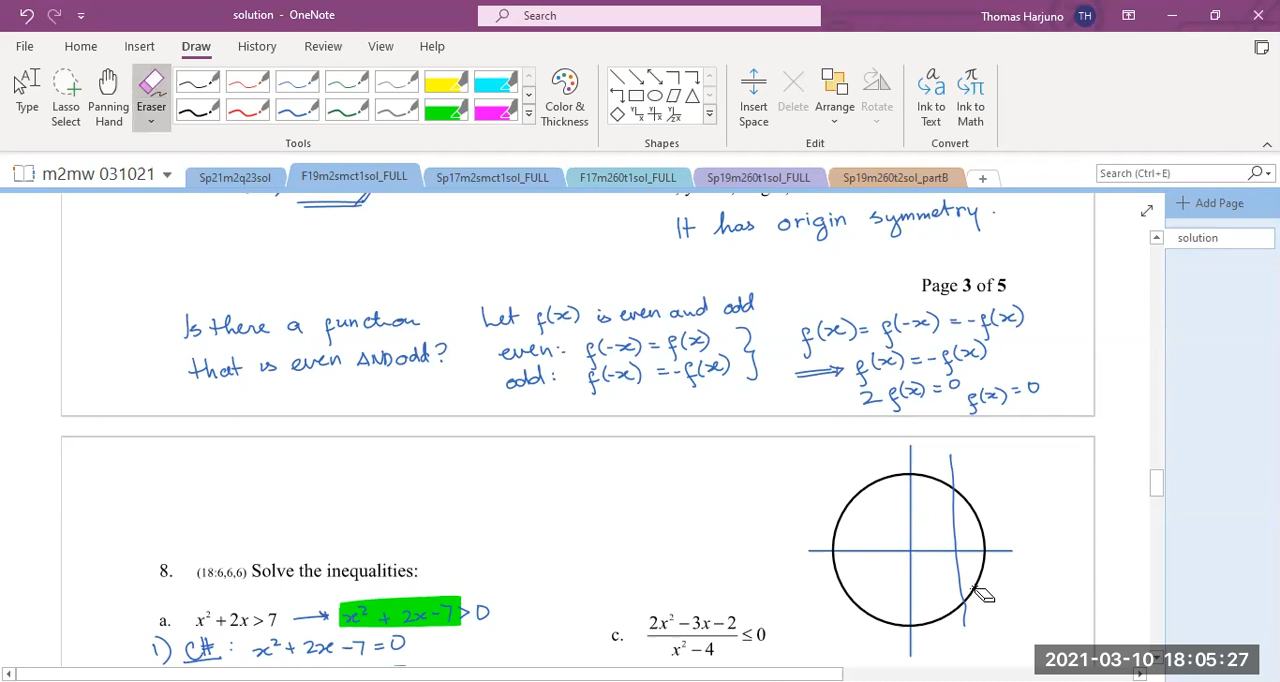 solution - OneNote
Search
Thomas Harjuno
TH
File
Home
Insert
Draw
History
Review
View
Help
Type
Lasso Select
Panning Hand
Eraser
Color & Thickness
Insert Space
Delete
Arrange
Rotate
Ink to Text
Ink to Math
Tools
Shapes
Edit
Convert
m2mw 031021
Sp21m2q23sol
F19m2smct1sol_FULL
Sp17m2smct1sol_FULL
F17m260t1sol_FULL
Sp19m260t1sol_FULL
Sp19m260t2sol_partB
Search (Ctrl+E)
Add Page
solution
It has origin symmetry.
Page 3 of 5
Is there a function
that is even AND odd?
Let f(x) is even and odd
even: f(-x) = f(x)
odd: f(-x) = -f(x)
f(x) = f(-x) = -f(x)
⟹ f(x) = -f(x)
2 f(x) = 0 f(x) = 0
8. (18:6,6,6) Solve the inequalities:
a. x² + 2x > 7 → x² + 2x - 7 > 0
1) C#: x² + 2x - 7 = 0
c. (2x² - 3x - 2)/(x² - 4) ≤ 0
2021-03-10 18:05:27